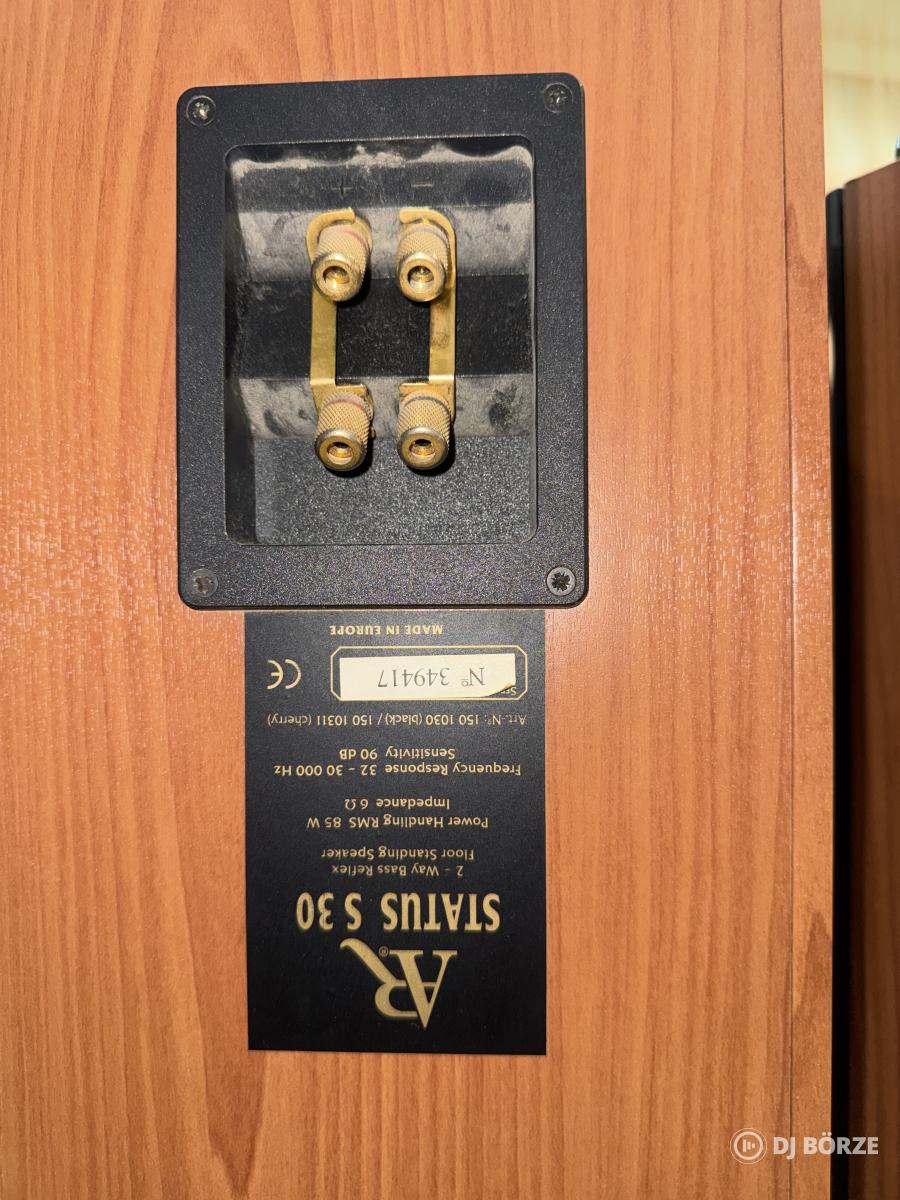 + −
AR®
STATUS S 30
2 - Way Bass Reflex
Floor Standing Speaker
Power Handling RMS 85 W
Impedance 6 Ω
Frequency Response 32 - 30 000 Hz
Sensitivity 90 dB
Art.-Nº: 150 1030 (black) / 150 10311 (cherry)
Nº 349417
CE
MADE IN EUROPE
DJ BÖRZE